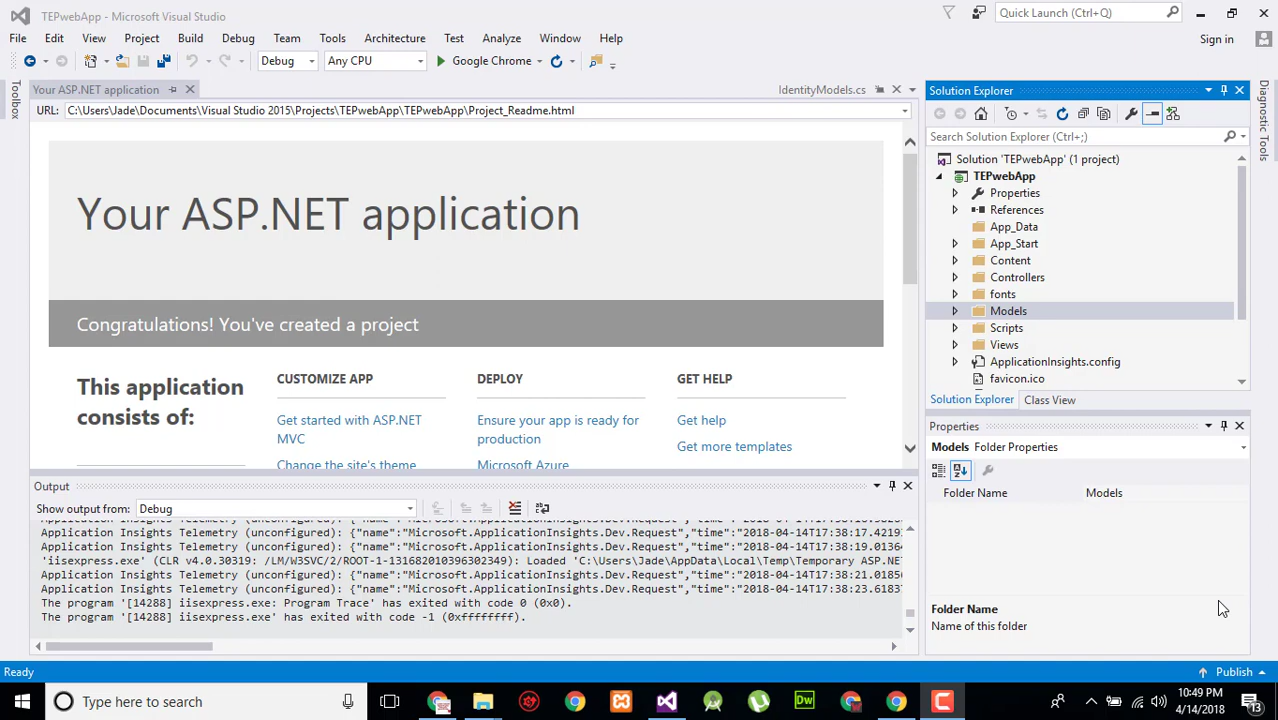 TEPwebApp - Microsoft Visual Studio
Quick Launch (Ctrl+Q)
File Edit View Project Build Debug Team Tools Architecture Test Analyze Window Help
Sign in
Debug Any CPU Google Chrome
Toolbox
Your ASP.NET application
IdentityModels.cs
URL: C:\Users\Jade\Documents\Visual Studio 2015\Projects\TEPwebApp\TEPwebApp\Project_Readme.html
Your ASP.NET application
Congratulations! You've created a project
This application
consists of:
CUSTOMIZE APP
Get started with ASP.NET
MVC
Change the site's theme
DEPLOY
Ensure your app is ready for
production
Microsoft Azure
GET HELP
Get help
Get more templates
Output
Show output from: Debug
Application Insights Telemetry (unconfigured): {"name":"Microsoft.ApplicationInsights.Dev.Request","time":"2018-04-14T17:38:17.4219
Application Insights Telemetry (unconfigured): {"name":"Microsoft.ApplicationInsights.Dev.Request","time":"2018-04-14T17:38:19.0136
'iisexpress.exe' (CLR v4.0.30319: /LM/W3SVC/2/ROOT-1-131682010396302349): Loaded 'C:\Users\Jade\AppData\Local\Temp\Temporary ASP.NE
Application Insights Telemetry (unconfigured): {"name":"Microsoft.ApplicationInsights.Dev.Request","time":"2018-04-14T17:38:21.0185
Application Insights Telemetry (unconfigured): {"name":"Microsoft.ApplicationInsights.Dev.Request","time":"2018-04-14T17:38:23.6183
The program '[14288] iisexpress.exe: Program Trace' has exited with code 0 (0x0).
The program '[14288] iisexpress.exe' has exited with code -1 (0xffffffff).
Solution Explorer
Search Solution Explorer (Ctrl+;)
Solution 'TEPwebApp' (1 project)
TEPwebApp
Properties
References
App_Data
App_Start
Content
Controllers
fonts
Models
Scripts
Views
ApplicationInsights.config
favicon.ico
Solution Explorer Class View
Properties
Models Folder Properties
Folder Name Models
Folder Name
Name of this folder
Diagnostic Tools
Ready
Publish
Type here to search
Dw
10:49 PM
4/14/2018
13